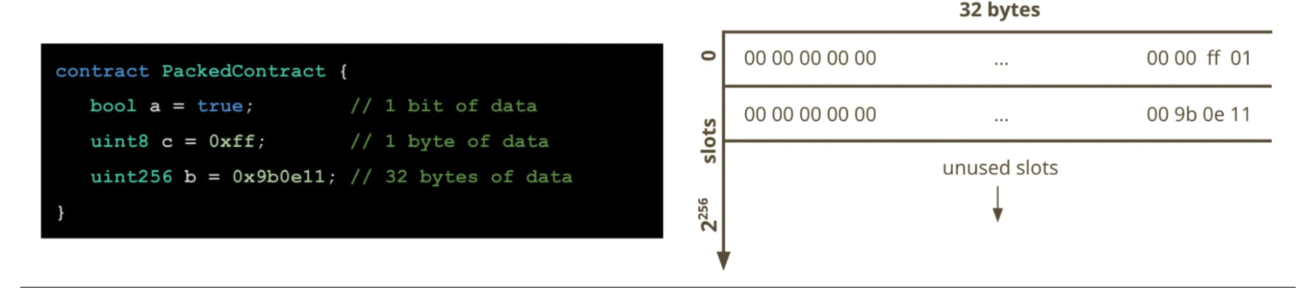 contract PackedContract {
bool a = true; // 1 bit of data
uint8 c = 0xff; // 1 byte of data
uint256 b = 0x9b0e11; // 32 bytes of data
}
32 bytes
0
00 00 00 00 00 ... 00 00 ff 01
slots
00 00 00 00 00 ... 00 9b 0e 11
unused slots
2²⁵⁶